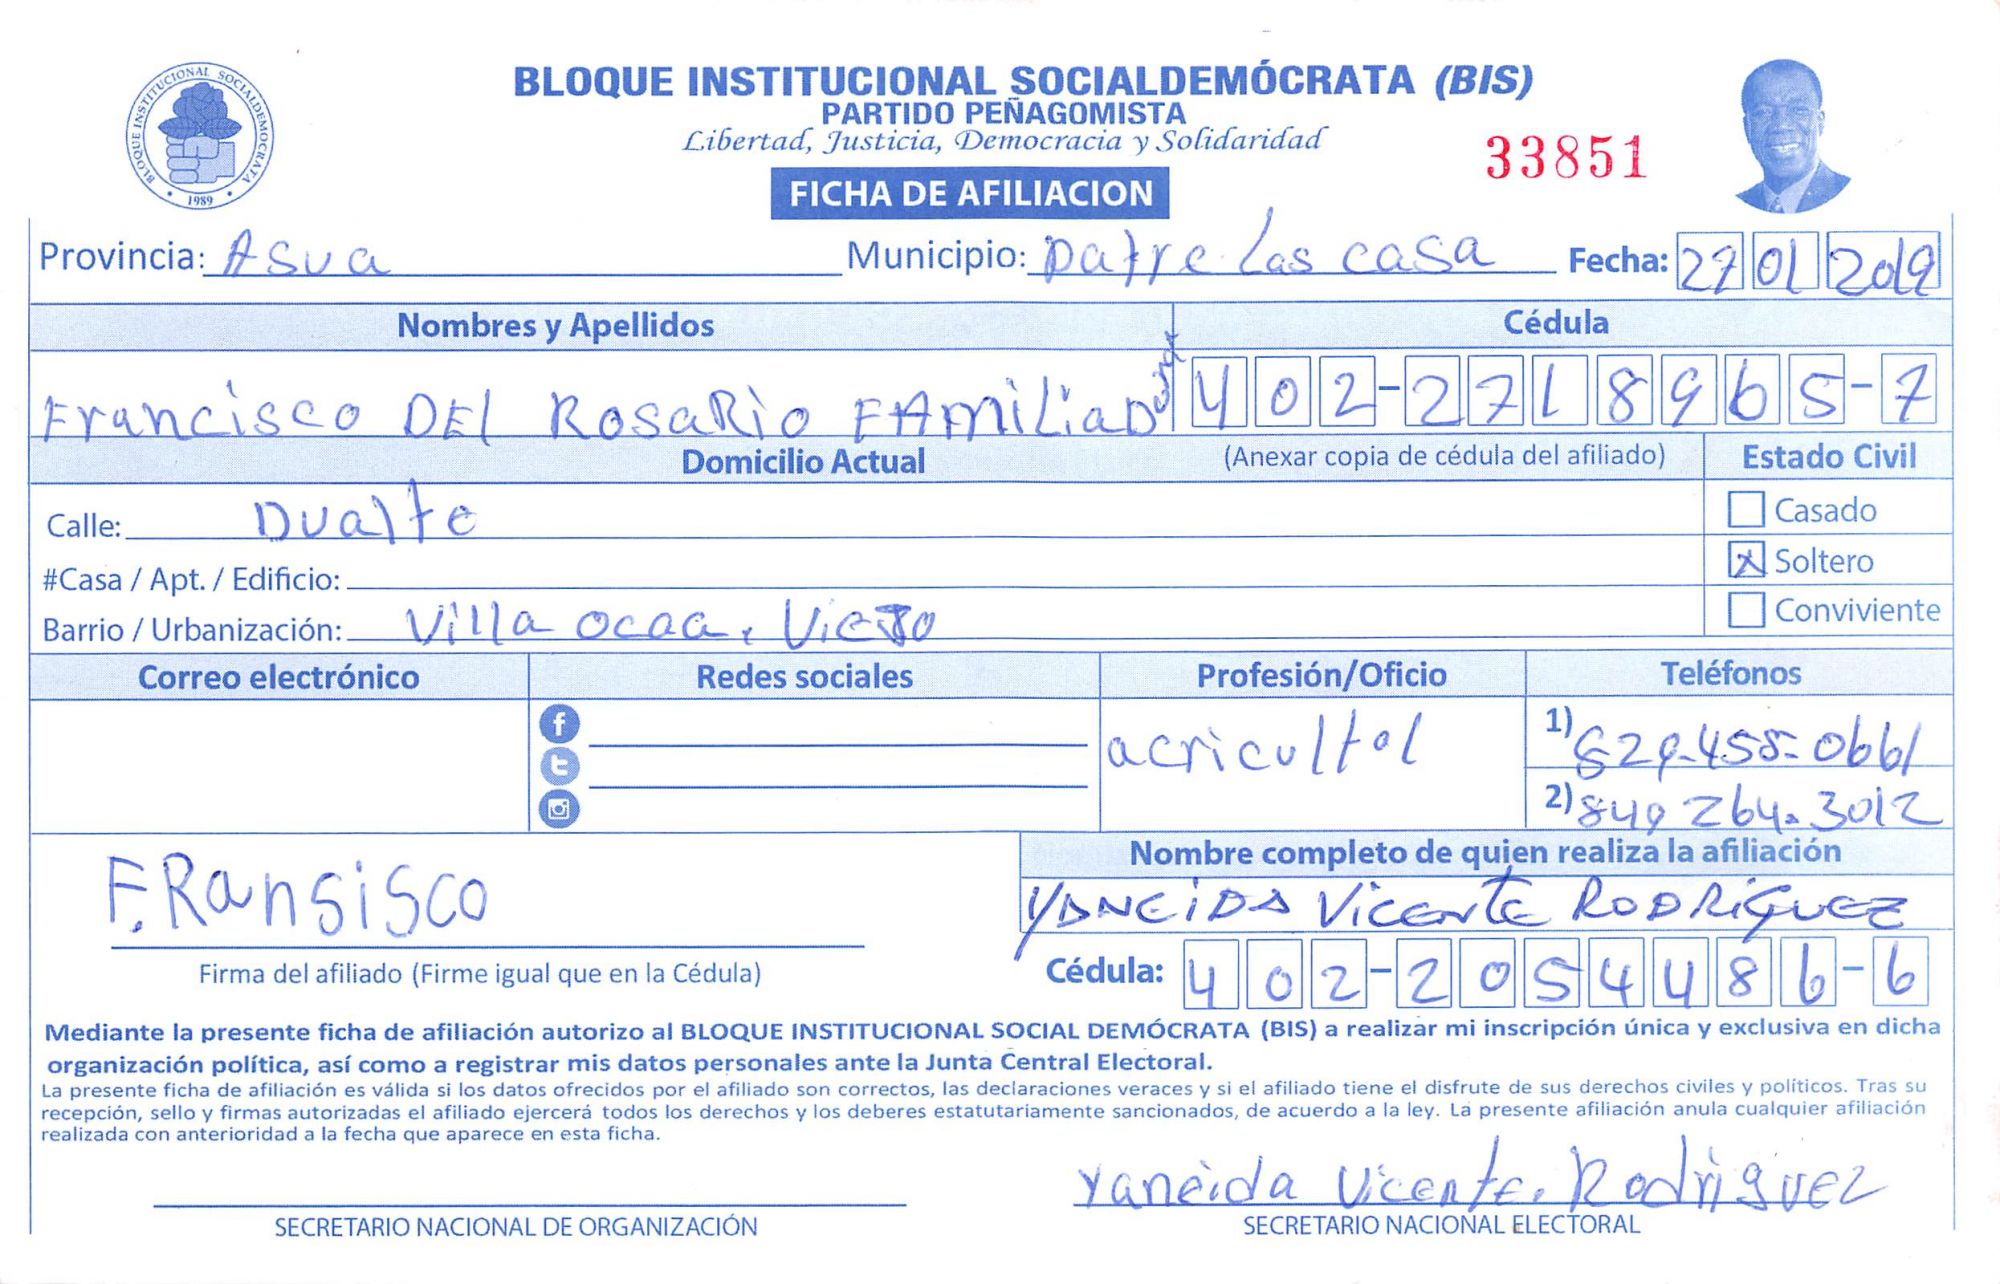 BLOQUE INSTITUCIONAL SOCIALDEMÓCRATA (BIS)
PARTIDO PEÑAGOMISTA
Libertad, Justicia, Democracia y Solidaridad
33851
BLOQUE INSTITUCIONAL SOCIALDEMOCRATA
1989
FICHA DE AFILIACION
Provincia: Asua Municipio: Patre Las casa Fecha: 27 01 2019
Nombres y Apellidos Cédula
Francisco DEl Rosario FAmiliaD 402-2718965-7
Domicilio Actual (Anexar copia de cédula del afiliado) Estado Civil
Calle: Dualte Casado
#Casa / Apt. / Edificio: X Soltero
Barrio / Urbanización: Villa ocoa. VieJo Conviviente
Correo electrónico Redes sociales Profesión/Oficio Teléfonos
acricultol 1) 829-455-0661
2) 849 264.3012
Nombre completo de quien realiza la afiliación
F.Ransisco YANEiDA Vicente RODRiGuez
Firma del afiliado (Firme igual que en la Cédula) Cédula: 402-2054486-6
Mediante la presente ficha de afiliación autorizo al BLOQUE INSTITUCIONAL SOCIAL DEMÓCRATA (BIS) a realizar mi inscripción única y exclusiva en dicha
organización política, así como a registrar mis datos personales ante la Junta Central Electoral.
La presente ficha de afiliación es válida si los datos ofrecidos por el afiliado son correctos, las declaraciones veraces y si el afiliado tiene el disfrute de sus derechos civiles y políticos. Tras su
recepción, sello y firmas autorizadas el afiliado ejercerá todos los derechos y los deberes estatutariamente sancionados, de acuerdo a la ley. La presente afiliación anula cualquier afiliación
realizada con anterioridad a la fecha que aparece en esta ficha.
Yaneida Vicente. Rodriguez
SECRETARIO NACIONAL DE ORGANIZACIÓN SECRETARIO NACIONAL ELECTORAL